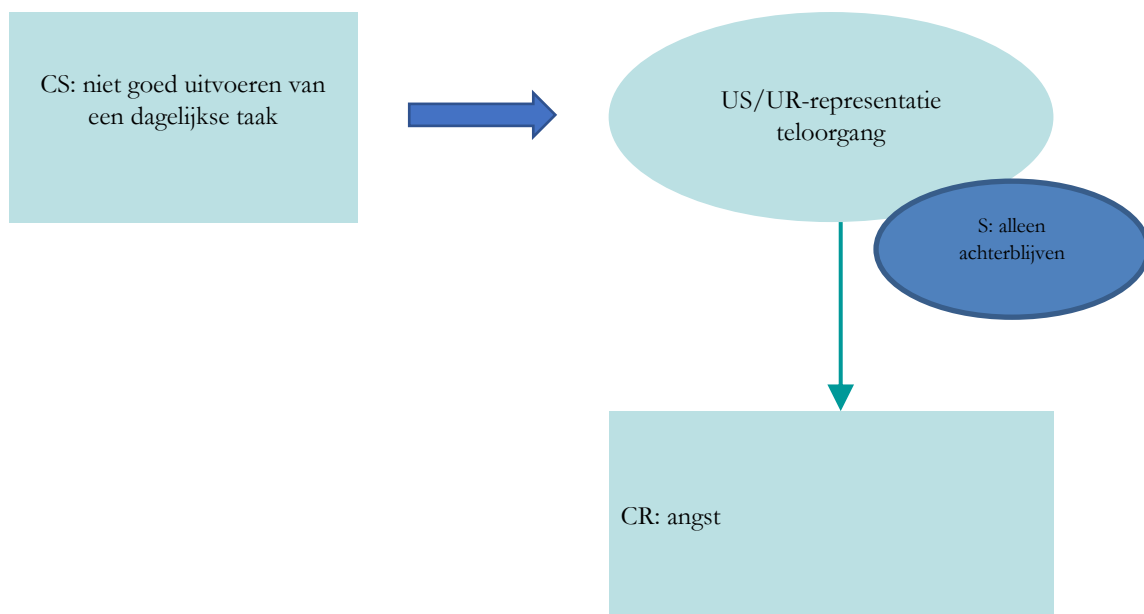 CS: niet goed uitvoeren van
een dagelijkse taak
US/UR-representatie
teloorgang
S: alleen
achterblijven
CR: angst